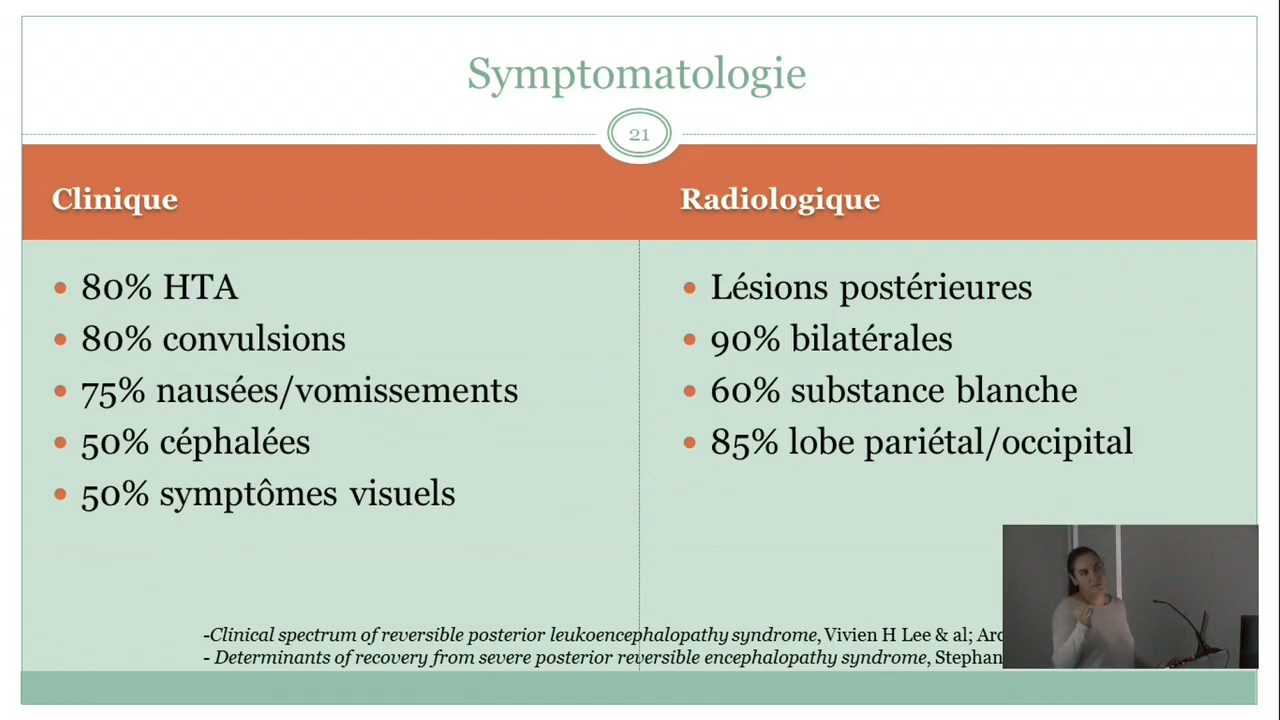 Symptomatologie
21
Clinique
Radiologique
• 80% HTA
• 80% convulsions
• 75% nausées/vomissements
• 50% céphalées
• 50% symptômes visuels
• Lésions postérieures
• 90% bilatérales
• 60% substance blanche
• 85% lobe pariétal/occipital
-Clinical spectrum of reversible posterior leukoencephalopathy syndrome, Vivien H Lee & al;
- Determinants of recovery from severe posterior reversible encephalopathy syndrome, Stephan